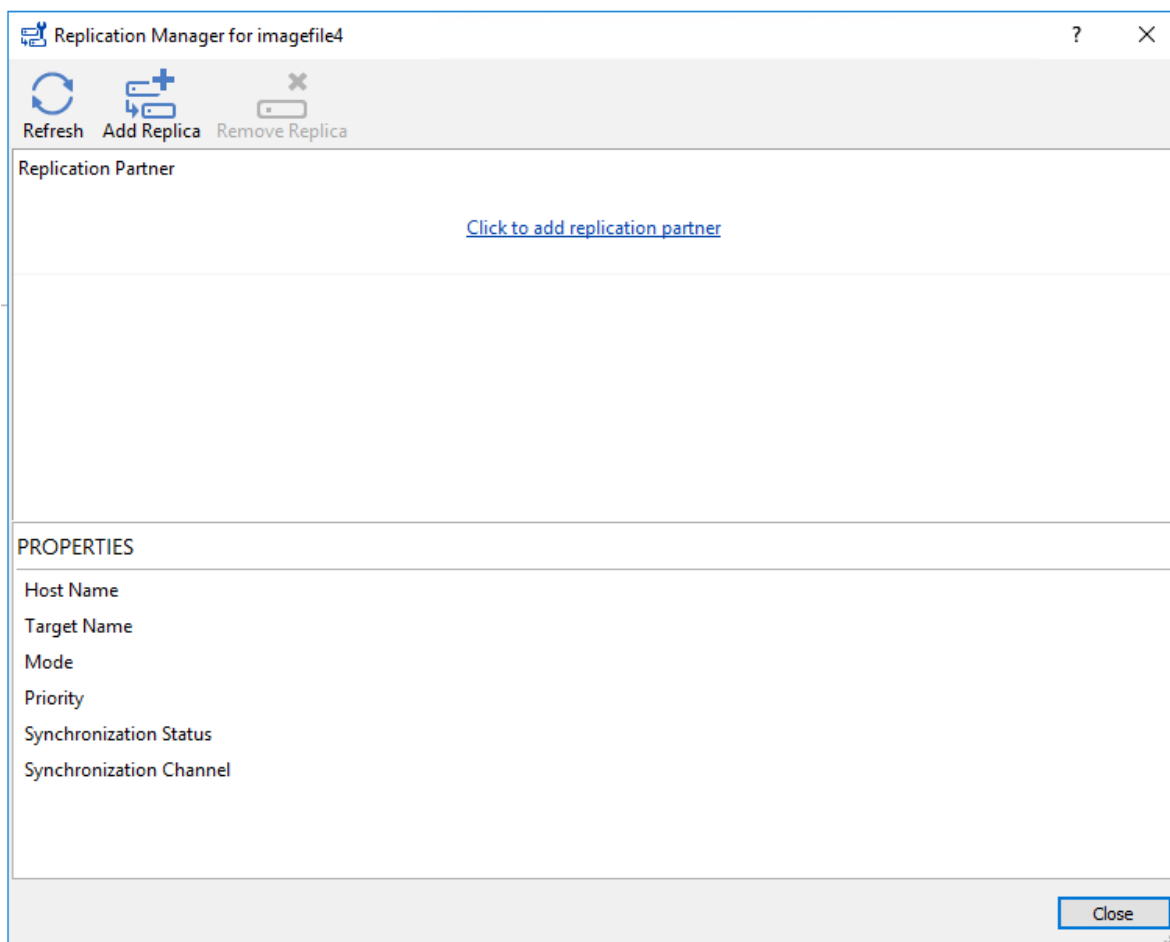 Replication Manager for imagefile4
?
Refresh Add Replica Remove Replica
Replication Partner
Click to add replication partner
PROPERTIES
Host Name
Target Name
Mode
Priority
Synchronization Status
Synchronization Channel
Close